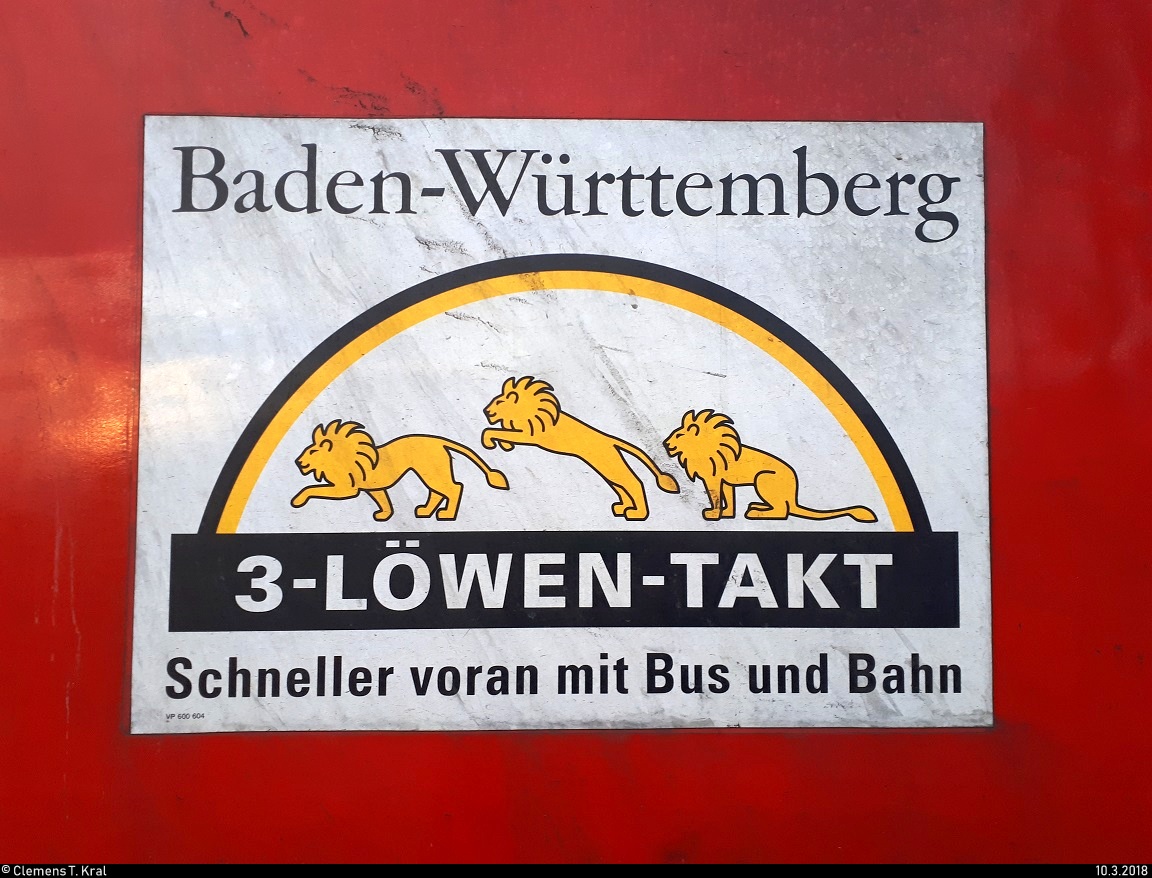 Baden-Württemberg
3-LÖWEN-TAKT
Schneller voran mit Bus und Bahn
VP 600 604
© Clemens T. Kral
10.3.2018